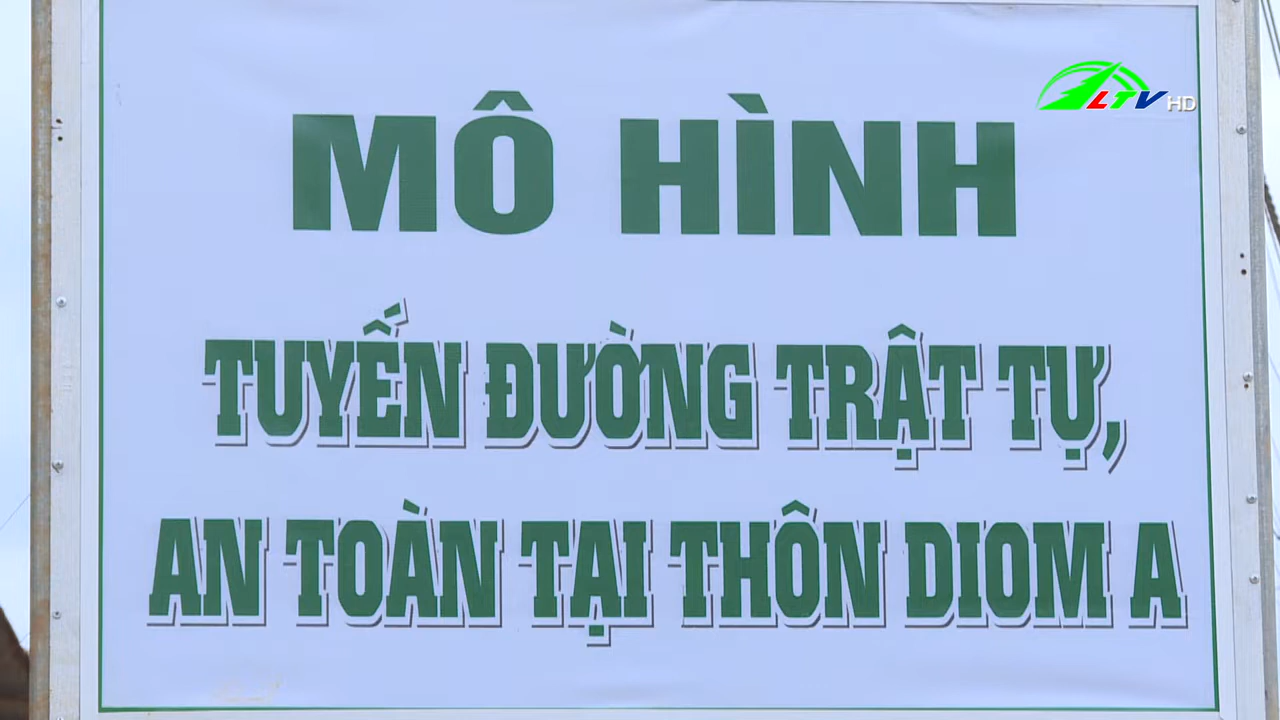 LTV HD
MÔ HÌNH
TUYẾN ĐƯỜNG TRẬT TỰ,
AN TOÀN TẠI THÔN DIOM A